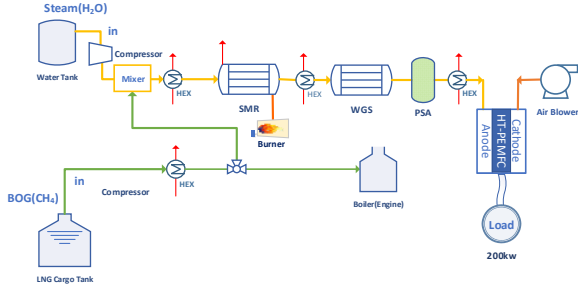 Steam(H₂O)
in
Compressor
Water Tank
Mixer
HEX
SMR
HEX
WGS
PSA
HEX
Burner
Air Blower
Anode
HT-PEMFC
Cathode
in
BOG(CH₄)
Compressor
HEX
Boiler(Engine)
Load
200kw
LNG Cargo Tank